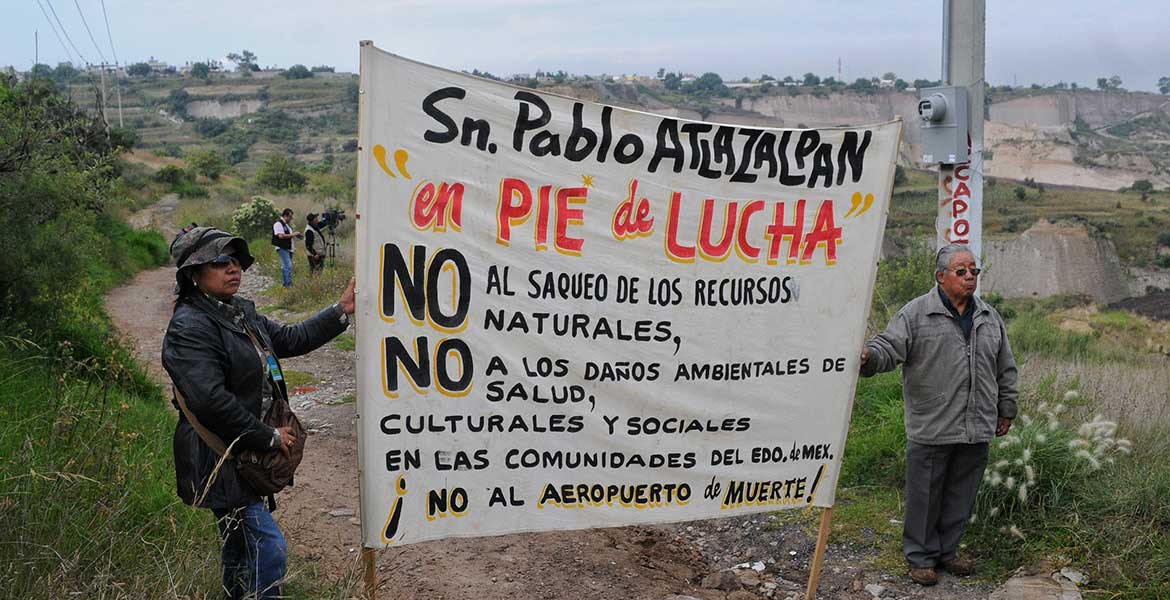 Sn. Pablo ATLAZALPAN
"en PIE de LUCHA"
NO AL SAQUEO DE LOS RECURSOS
NATURALES,
NO A LOS DAÑOS AMBIENTALES DE
SALUD,
CULTURALES Y SOCIALES
EN LAS COMUNIDADES DEL EDO. de MEX.
¡NO AL AEROPUERTO de MUERTE!
CAPO